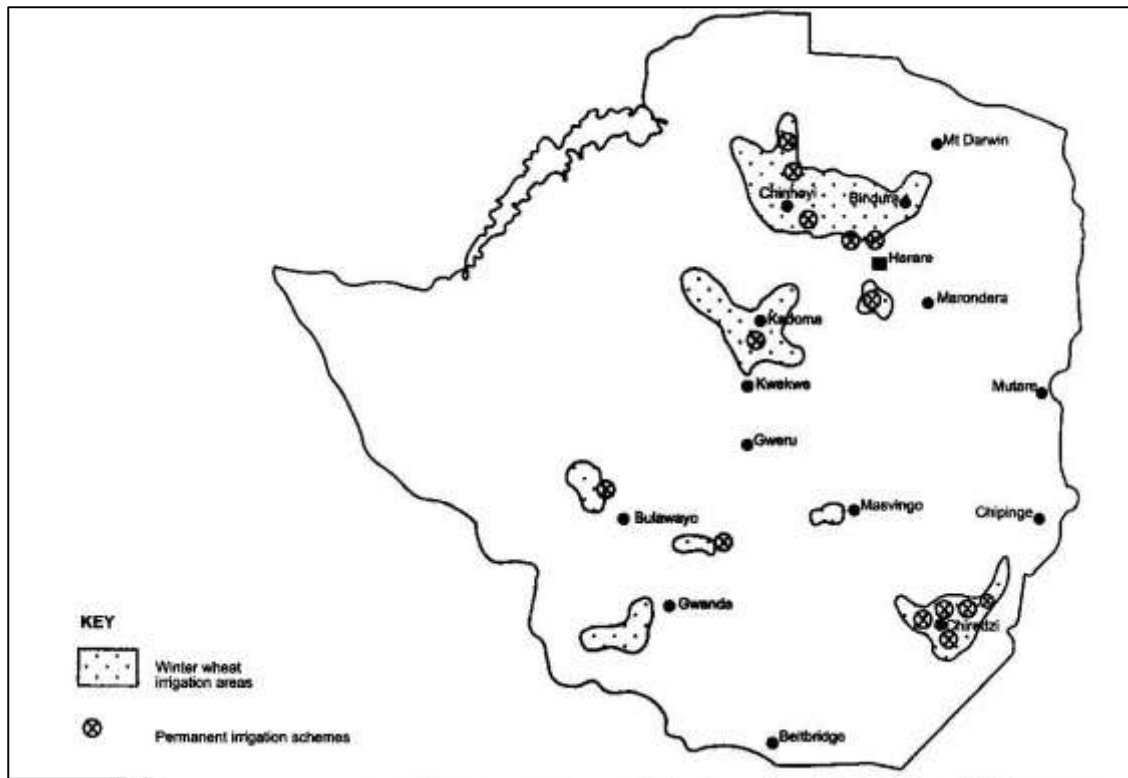 Mt Darwin
Chinhoyi
Bindura
Harare
Marondera
Kadoma
Kwekwe
Mutare
Gweru
Masvingo
Bulawayo
Chipinge
Gwanda
Chiredzi
KEY
Winter wheat
irrigation areas
Permanent irrigation schemes
Beitbridge